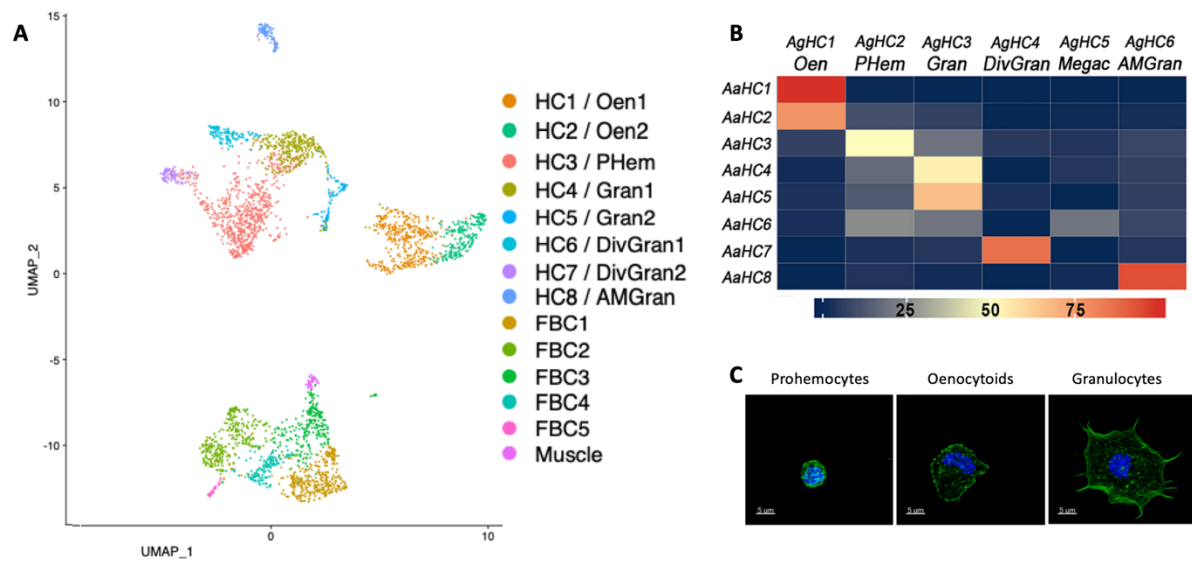 A
15
10
5
0
-5
-10
UMAP_2
0
10
UMAP_1
HC1 / Oen1
HC2 / Oen2
HC3 / PHem
HC4 / Gran1
HC5 / Gran2
HC6 / DivGran1
HC7 / DivGran2
HC8 / AMGran
FBC1
FBC2
FBC3
FBC4
FBC5
Muscle
B
AgHC1 AgHC2 AgHC3 AgHC4 AgHC5 AgHC6
Oen PHem Gran DivGran Megac AMGran
AaHC1
AaHC2
AaHC3
AaHC4
AaHC5
AaHC6
AaHC7
AaHC8
25 50 75
C
Prohemocytes Oenocytoids Granulocytes
5 um 5 um 5 um